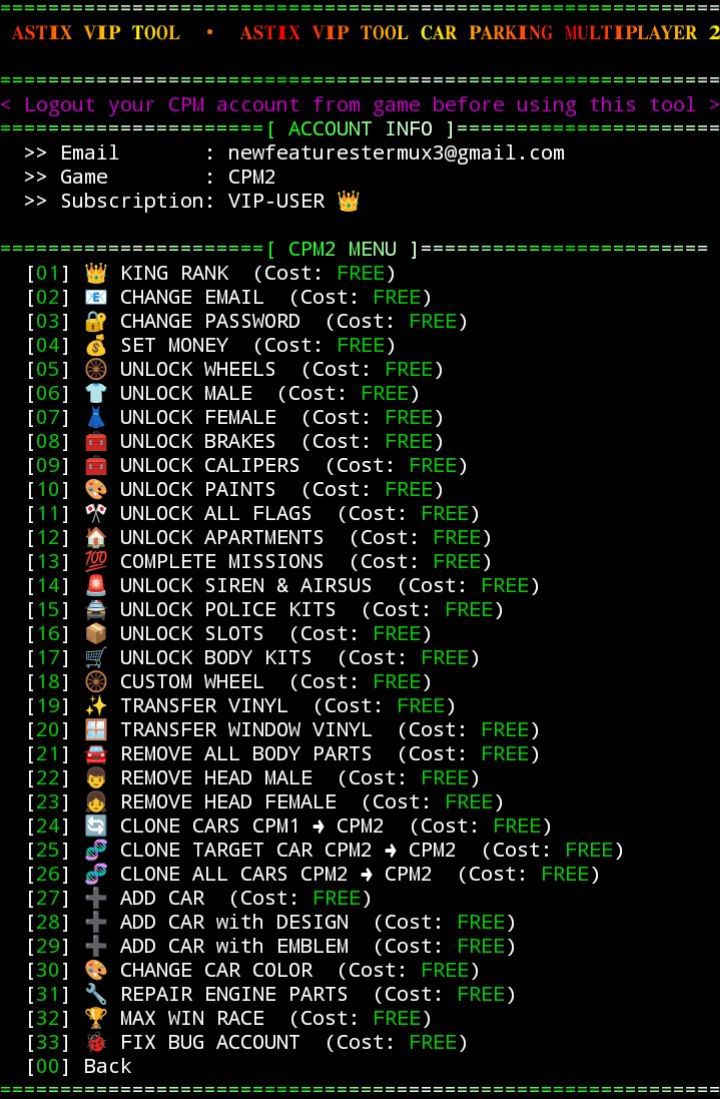 ============================================================
ASTIX VIP TOOL • ASTIX VIP TOOL CAR PARKING MULTIPLAYER 2
============================================================
< Logout your CPM account from game before using this tool >
======================[ ACCOUNT INFO ]======================
>> Email : newfeaturestermux3@gmail.com
>> Game : CPM2
>> Subscription: VIP-USER 👑
======================[ CPM2 MENU ]========================
[01] 👑 KING RANK (Cost: FREE)
[02] 📧 CHANGE EMAIL (Cost: FREE)
[03] 🔐 CHANGE PASSWORD (Cost: FREE)
[04] 💰 SET MONEY (Cost: FREE)
[05] 🛞 UNLOCK WHEELS (Cost: FREE)
[06] 👕 UNLOCK MALE (Cost: FREE)
[07] 👗 UNLOCK FEMALE (Cost: FREE)
[08] 🧰 UNLOCK BRAKES (Cost: FREE)
[09] 🧰 UNLOCK CALIPERS (Cost: FREE)
[10] 🎨 UNLOCK PAINTS (Cost: FREE)
[11] 🎌 UNLOCK ALL FLAGS (Cost: FREE)
[12] 🏠 UNLOCK APARTMENTS (Cost: FREE)
[13] 💯 COMPLETE MISSIONS (Cost: FREE)
[14] 🚨 UNLOCK SIREN & AIRSUS (Cost: FREE)
[15] 🚔 UNLOCK POLICE KITS (Cost: FREE)
[16] 📦 UNLOCK SLOTS (Cost: FREE)
[17] 🛒 UNLOCK BODY KITS (Cost: FREE)
[18] 🛞 CUSTOM WHEEL (Cost: FREE)
[19] ✨ TRANSFER VINYL (Cost: FREE)
[20] 🪟 TRANSFER WINDOW VINYL (Cost: FREE)
[21] 🚘 REMOVE ALL BODY PARTS (Cost: FREE)
[22] 👦 REMOVE HEAD MALE (Cost: FREE)
[23] 👧 REMOVE HEAD FEMALE (Cost: FREE)
[24] 🔄 CLONE CARS CPM1 ➜ CPM2 (Cost: FREE)
[25] 🧬 CLONE TARGET CAR CPM2 ➜ CPM2 (Cost: FREE)
[26] 🧬 CLONE ALL CARS CPM2 ➜ CPM2 (Cost: FREE)
[27] ➕ ADD CAR (Cost: FREE)
[28] ➕ ADD CAR with DESIGN (Cost: FREE)
[29] ➕ ADD CAR with EMBLEM (Cost: FREE)
[30] 🎨 CHANGE CAR COLOR (Cost: FREE)
[31] 🔧 REPAIR ENGINE PARTS (Cost: FREE)
[32] 🏆 MAX WIN RACE (Cost: FREE)
[33] 🐞 FIX BUG ACCOUNT (Cost: FREE)
[00] Back
============================================================